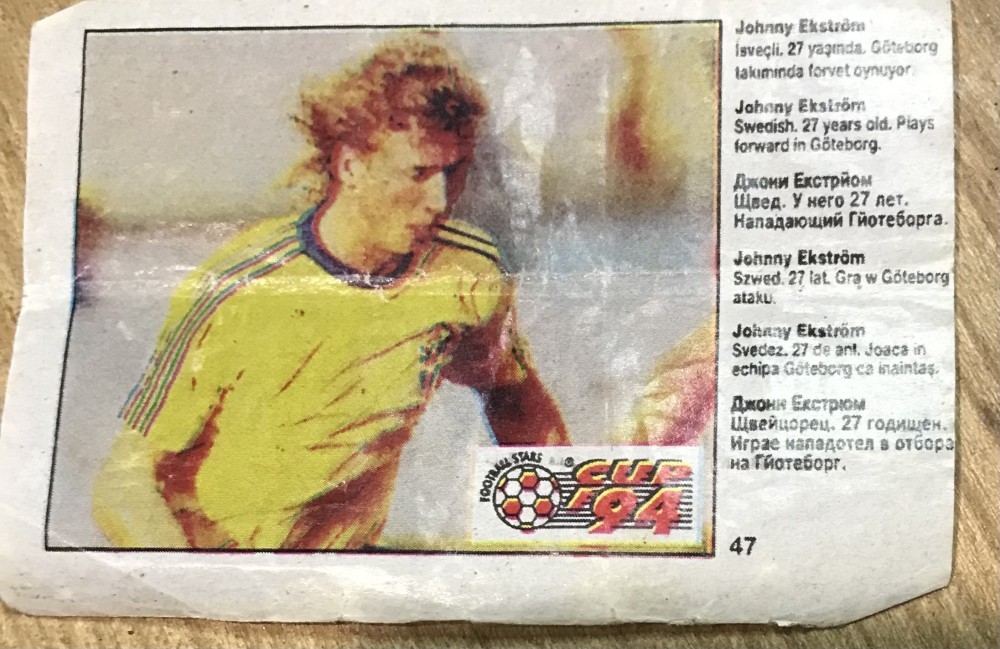 Johnny Ekström
İsveçli. 27 yaşında. Göteborg
takımında forvet oynuyor.
Johnny Ekström
Swedish. 27 years old. Plays
forward in Göteborg.
Джони Екстрйом
Щвед. У него 27 лет.
Нападающий Гйотеборга.
Johnny Ekström
Szwed. 27 lat. Gra w Göteborg
ataku.
Johnny Ekström
Svedez. 27 de ani. Joaca in
echipa Göteborg ca inaintaş.
Джони Екстрюм
Щвейцорец. 27 годишен.
Играе нападотел в отбора
на Гйотеборг.
FOOTBALL STARS
®
CUP
'94
47